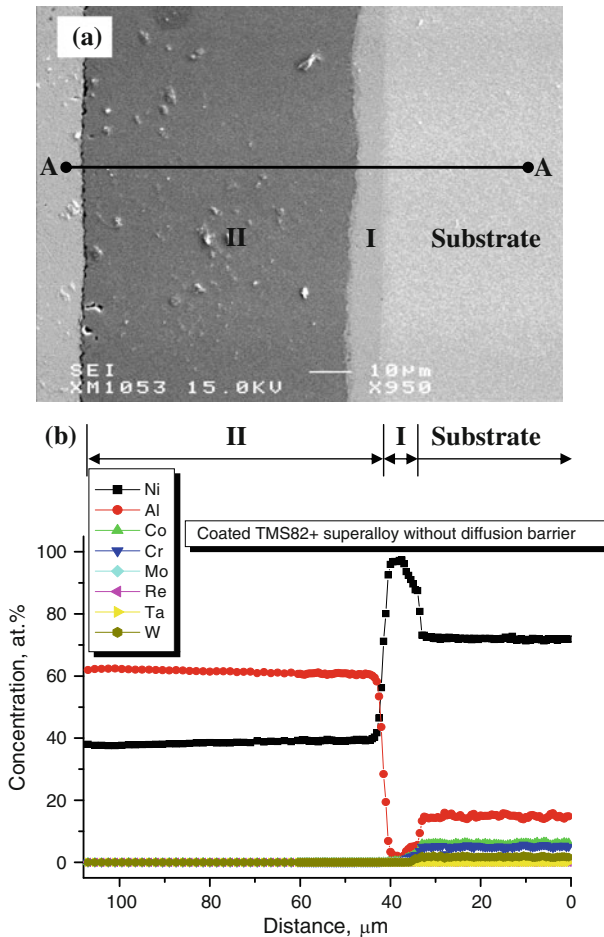 (a)
A A
II I Substrate
SEI 10μm
XM1053 15.0KV X950
(b) II I Substrate
Ni
Al
Co
Cr
Mo
Re
Ta
W
Coated TMS82+ superalloy without diffusion barrier
100
80
60
40
20
0
Concentration, at.%
100 80 60 40 20 0
Distance, μm